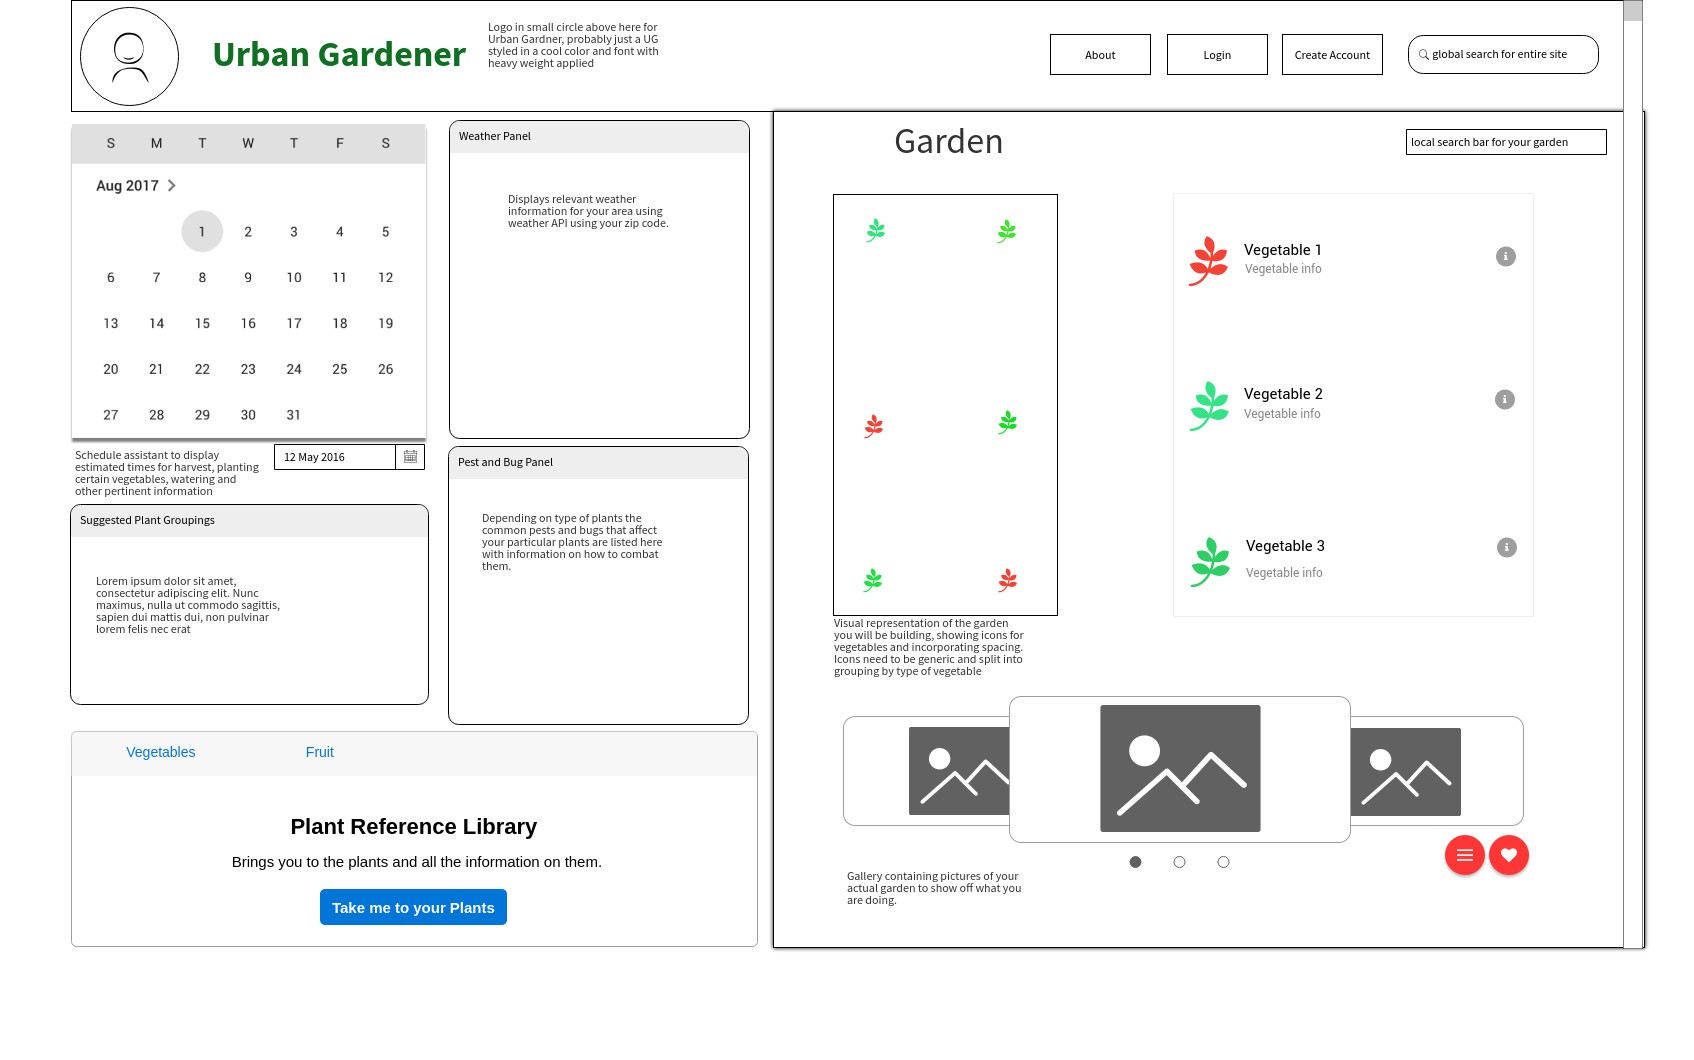 Urban Gardener
Logo in small circle above here for
Urban Gardner, probably just a UG
styled in a cool color and font with
heavy weight applied
About
Login
Create Account
global search for entire site
S M T W T F S
Aug 2017
1 2 3 4 5
6 7 8 9 10 11 12
13 14 15 16 17 18 19
20 21 22 23 24 25 26
27 28 29 30 31
Schedule assistant to display
estimated times for harvest, planting
certain vegetables, watering and
other pertinent information
12 May 2016
Suggested Plant Groupings
Lorem ipsum dolor sit amet,
consectetur adipiscing elit. Nunc
maximus, nulla ut commodo sagittis,
sapien dui mattis dui, non pulvinar
lorem felis nec erat
Weather Panel
Displays relevant weather
information for your area using
weather API using your zip code.
Pest and Bug Panel
Depending on type of plants the
common pests and bugs that affect
your particular plants are listed here
with information on how to combat
them.
Vegetables
Fruit
Plant Reference Library
Brings you to the plants and all the information on them.
Take me to your Plants
Garden
local search bar for your garden
Visual representation of the garden
you will be building, showing icons for
vegetables and incorporating spacing.
Icons need to be generic and split into
grouping by type of vegetable
Vegetable 1
Vegetable info
Vegetable 2
Vegetable info
Vegetable 3
Vegetable info
Gallery containing pictures of your
actual garden to show off what you
are doing.